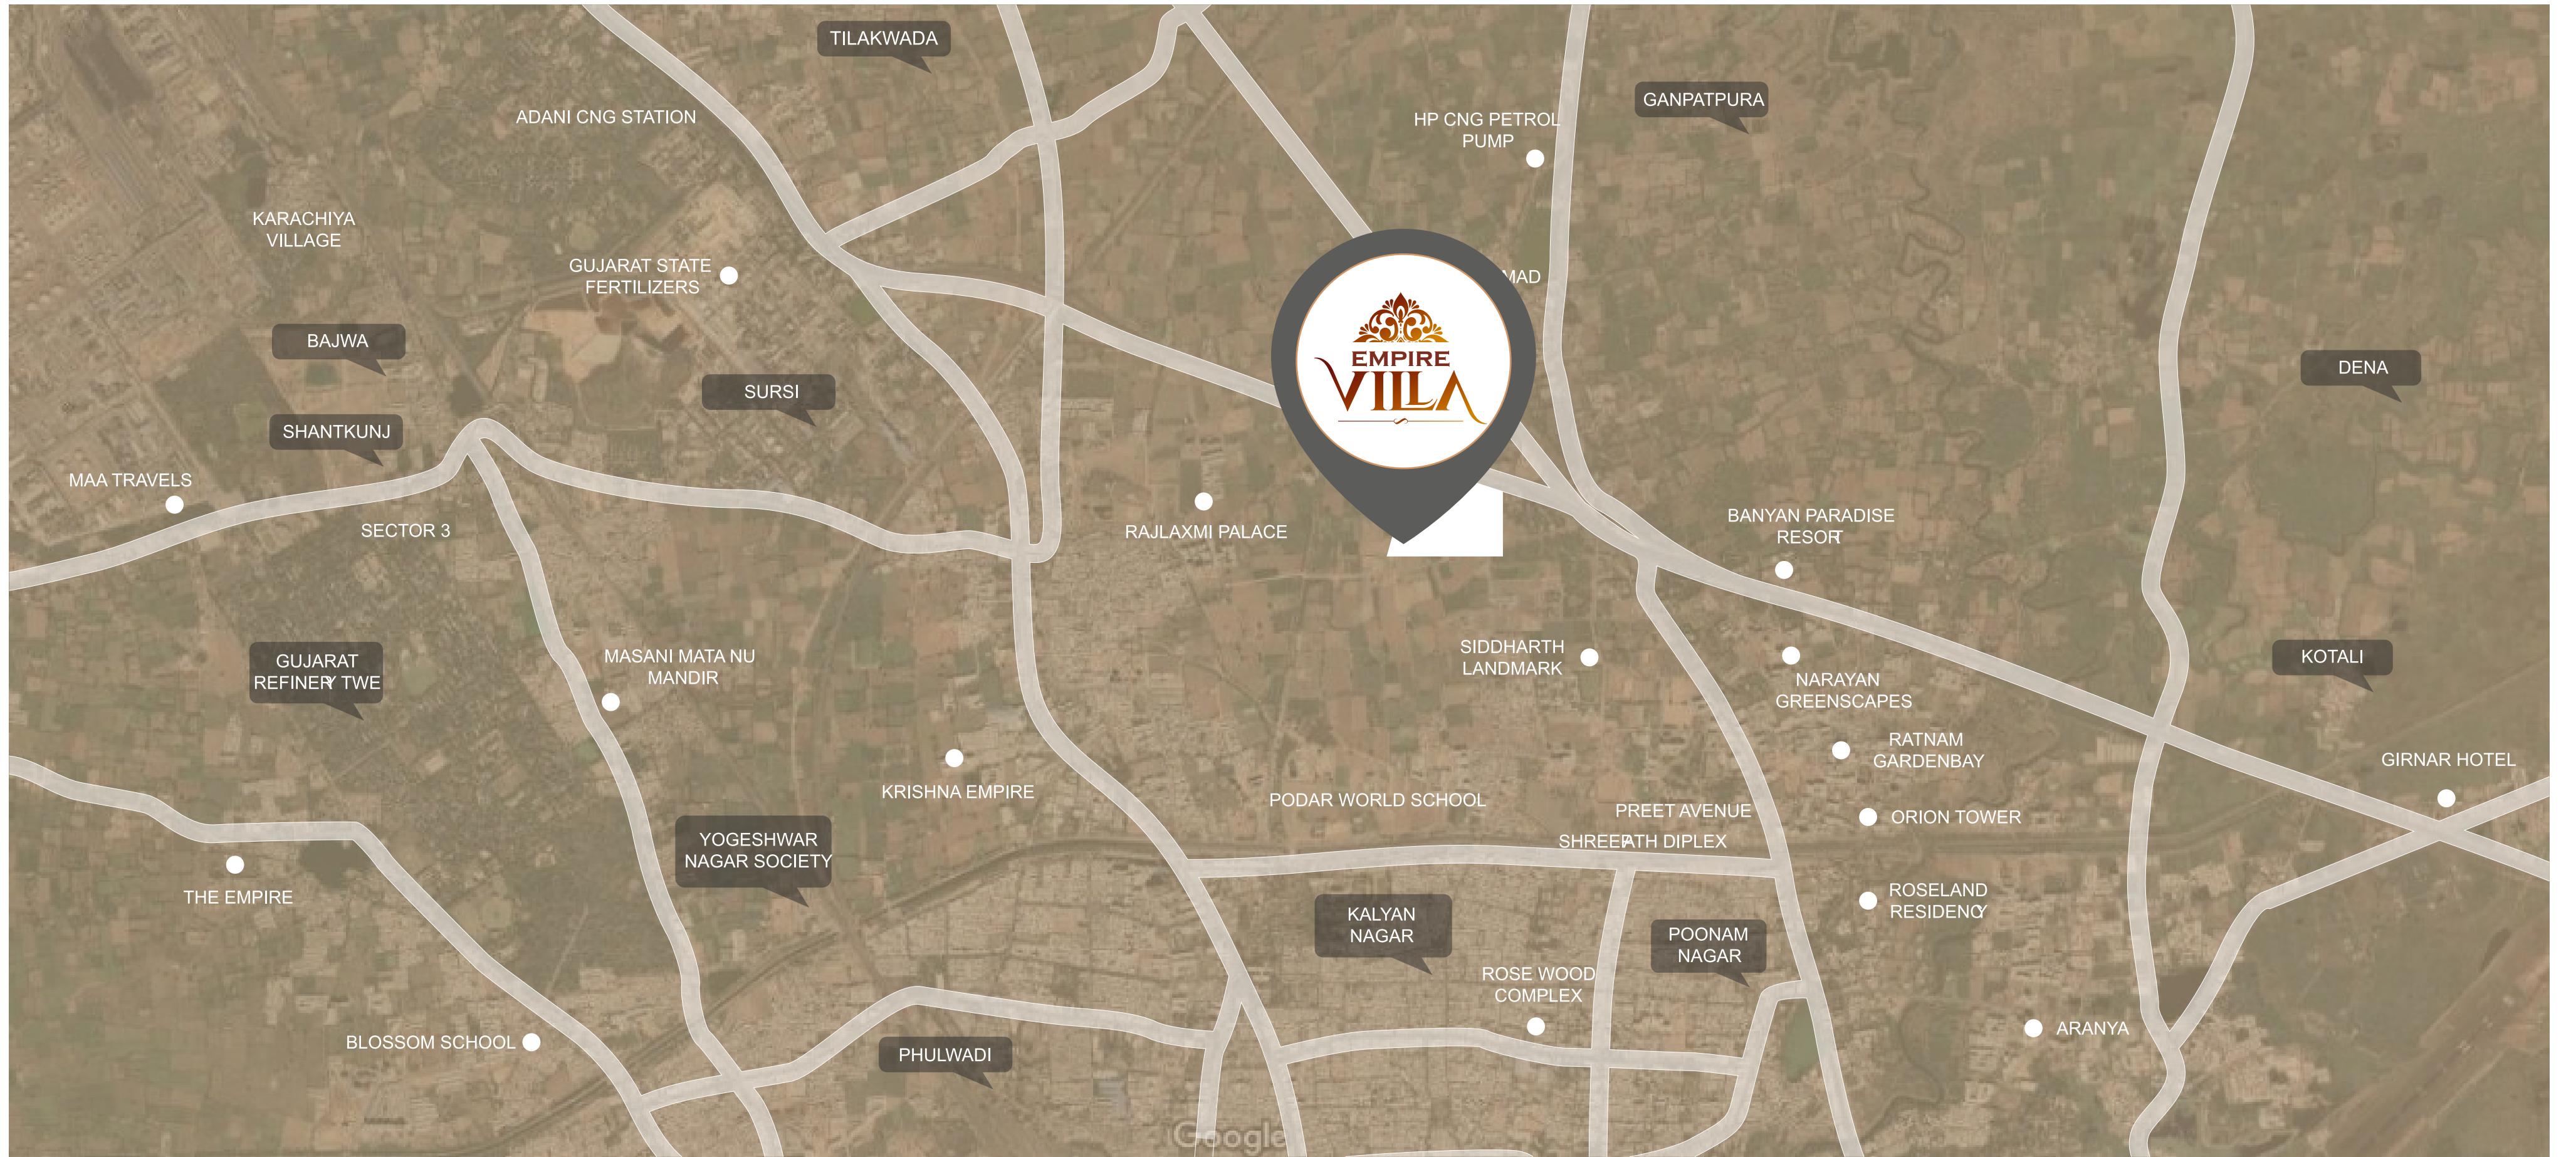 TILAKWADA
ADANI CNG STATION
HP CNG PETROL
PUMP
GANPATPURA
KARACHIYA
VILLAGE
GUJARAT STATE
FERTILIZERS
MAD
EMPIRE
VILLA
BAJWA
SURSI
DENA
SHANTKUNJ
MAA TRAVELS
SECTOR 3
RAJLAXMI PALACE
BANYAN PARADISE
RESORT
GUJARAT
REFINERY TWE
MASANI MATA NU
MANDIR
SIDDHARTH
LANDMARK
NARAYAN
GREENSCAPES
KOTALI
RATNAM
GARDENBAY
GIRNAR HOTEL
KRISHNA EMPIRE
PODAR WORLD SCHOOL
PREET AVENUE
SHREEPATH DIPLEX
ORION TOWER
YOGESHWAR
NAGAR SOCIETY
THE EMPIRE
ROSELAND
RESIDENCY
KALYAN
NAGAR
POONAM
NAGAR
ROSE WOOD
COMPLEX
BLOSSOM SCHOOL
PHULWADI
ARANYA
Google